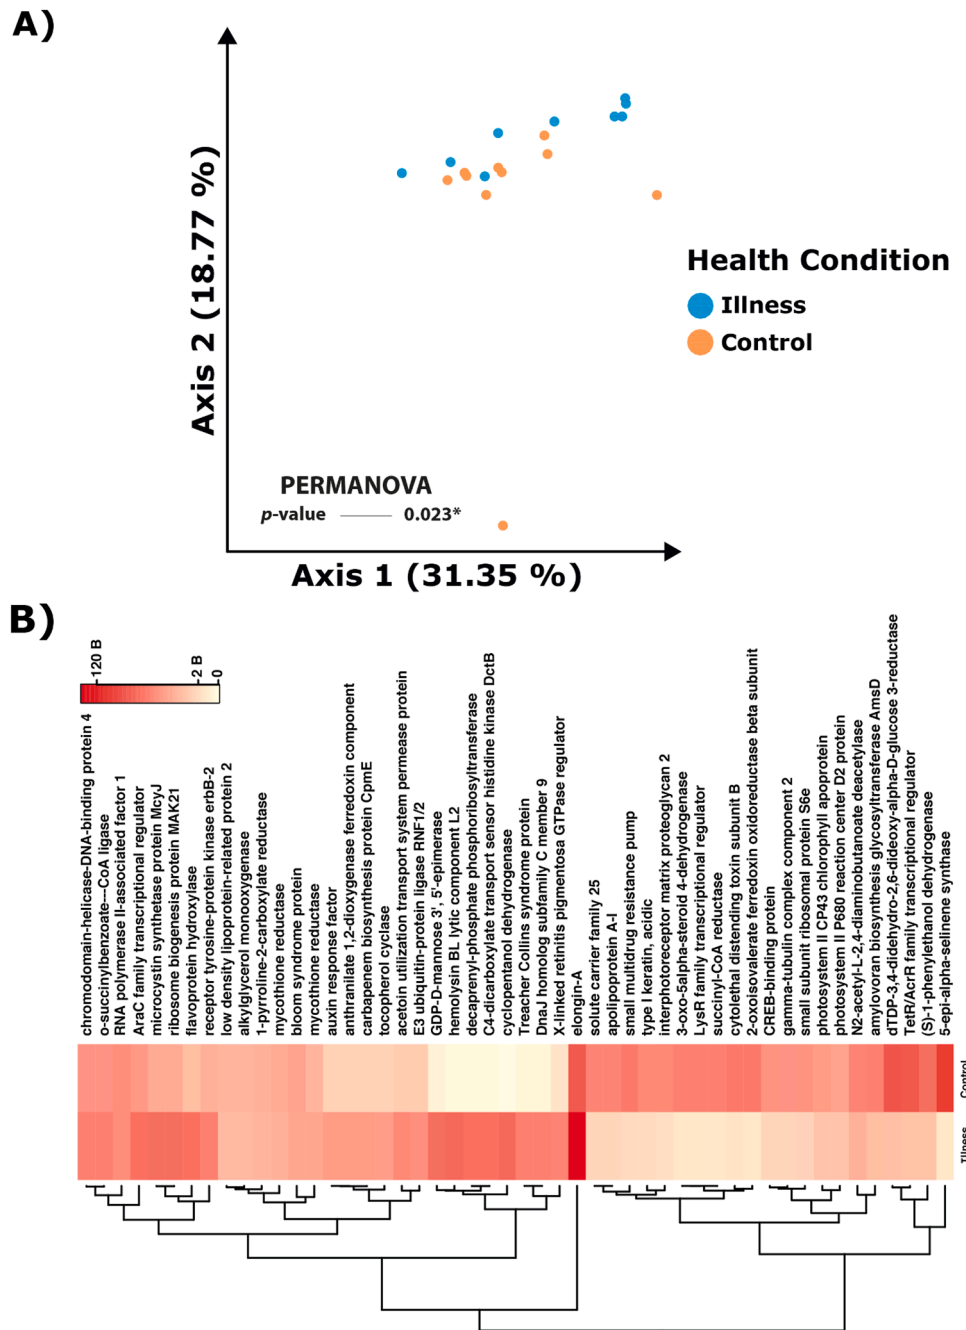 A)
Axis 2 (18.77 %)
Health Condition
Illness
Control
PERMANOVA
p-value 0.023*
Axis 1 (31.35 %)
B)
120 B
2 B
0
chromodomain-helicase-DNA-binding protein 4
o-succinylbenzoate---CoA ligase
RNA polymerase II-associated factor 1
AraC family transcriptional regulator
microcystin synthetase protein McyJ
ribosome biogenesis protein MAK21
flavoprotein hydroxylase
receptor tyrosine-protein kinase erbB-2
low density lipoprotein-related protein 2
alkylglycerol monooxygenase
1-pyrroline-2-carboxylate reductase
mycothione reductase
bloom syndrome protein
mycothione reductase
auxin response factor
anthranilate 1,2-dioxygenase ferredoxin component
carbapenem biosynthesis protein CpmE
tocopherol cyclase
acetoin utilization transport system permease protein
E3 ubiquitin-protein ligase RNF1/2
GDP-D-mannose 3', 5'-epimerase
hemolysin BL lytic component L2
decaprenyl-phosphate phosphoribosyltransferase
C4-dicarboxylate transport sensor histidine kinase DctB
cyclopentanol dehydrogenase
Treacher Collins syndrome protein
DnaJ homolog subfamily C member 9
X-linked retinitis pigmentosa GTPase regulator
elongin-A
solute carrier family 25
apolipoprotein A-I
small multidrug resistance pump
type I keratin, acidic
interphotoreceptor matrix proteoglycan 2
3-oxo-5alpha-steroid 4-dehydrogenase
LysR family transcriptional regulator
succinyl-CoA reductase
cytolethal distending toxin subunit B
2-oxoisovalerate ferredoxin oxidoreductase beta subunit
CREB-binding protein
gamma-tubulin complex component 2
small subunit ribosomal protein S6e
photosystem II CP43 chlorophyll apoprotein
photosystem II P680 reaction center D2 protein
N2-acetyl-L-2,4-diaminobutanoate deacetylase
amylovoran biosynthesis glycosyltransferase AmsD
dTDP-3,4-didehydro-2,6-dideoxy-alpha-D-glucose 3-reductase
TetR/AcrR family transcriptional regulator
(S)-1-phenylethanol dehydrogenase
5-epi-alpha-selinene synthase
Control
Illness